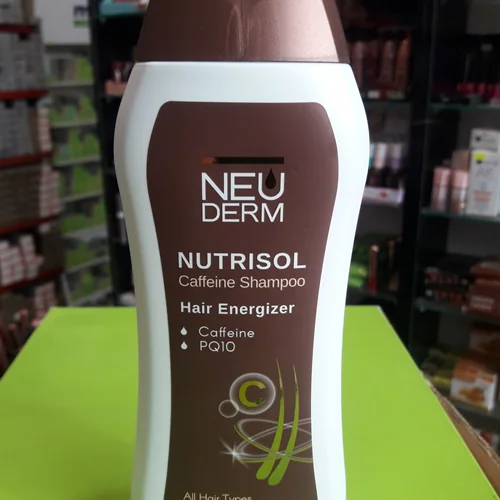 NEU
DERM
NUTRISOL
Caffeine Shampoo
Hair Energizer
Caffeine
PQ10
C
All Hair Types